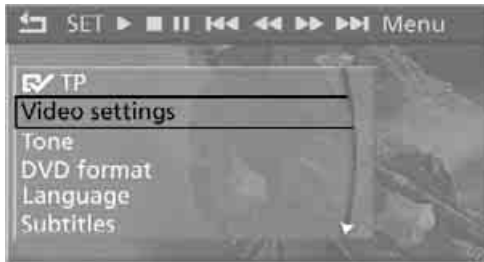 SET Menu
TP
Video settings
Tone
DVD format
Language
Subtitles